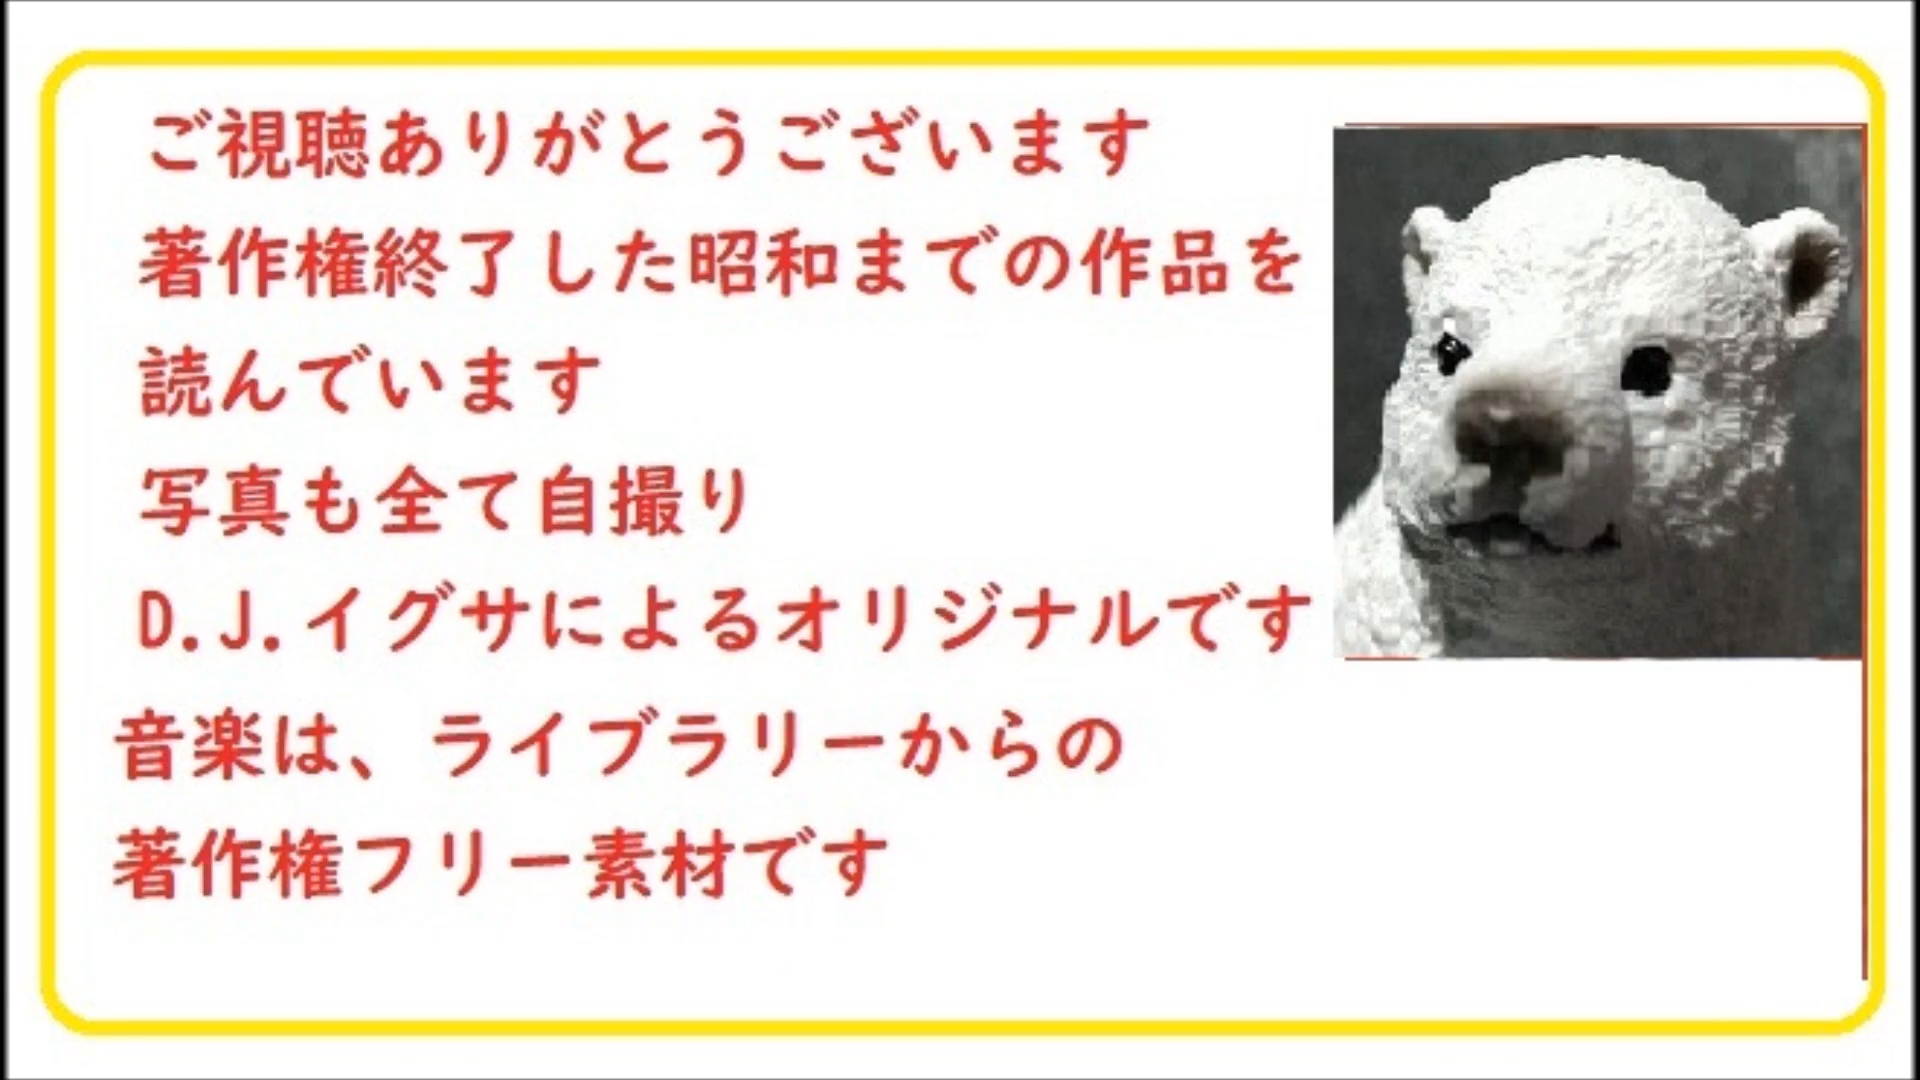 ご視聴ありがとうございます
著作権終了した昭和までの作品を
読んでいます
写真も全て自撮り
D.J.イグサによるオリジナルです
音楽は、ライブラリーからの
著作権フリー素材です